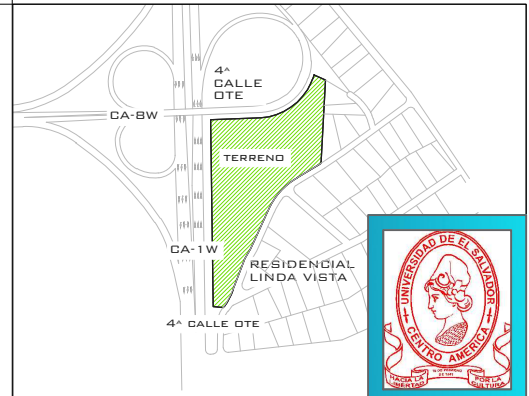 4ª
CALLE
OTE
CA-8W
TERRENO
CA-1W
RESIDENCIAL
LINDA VISTA
4ª CALLE OTE
UNIVERSIDAD DE EL SALVADOR
CENTRO AMERICA
HACIA LA
LIBERTAD
POR LA
CULTURA